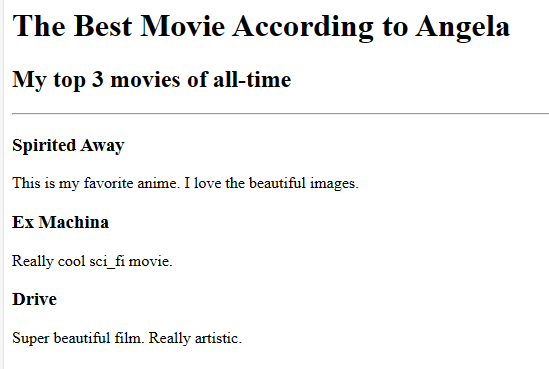 The Best Movie According to Angela
My top 3 movies of all-time
Spirited Away
This is my favorite anime. I love the beautiful images.
Ex Machina
Really cool sci_fi movie.
Drive
Super beautiful film. Really artistic.